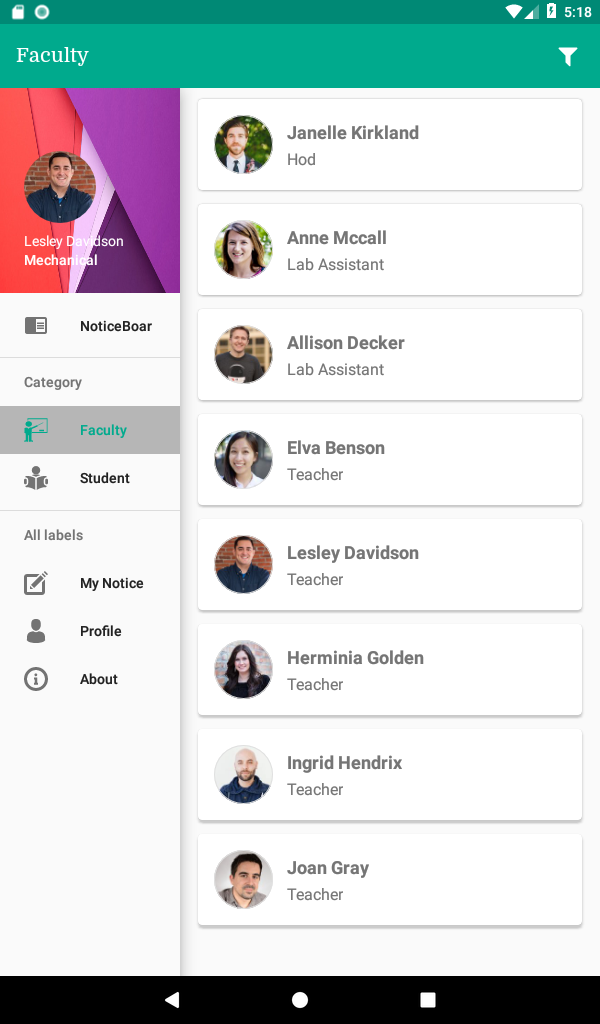 5:18
Faculty
Lesley Davidson
Mechanical
NoticeBoar
Category
Faculty
Student
All labels
My Notice
Profile
About
Janelle Kirkland
Hod
Anne Mccall
Lab Assistant
Allison Decker
Lab Assistant
Elva Benson
Teacher
Lesley Davidson
Teacher
Herminia Golden
Teacher
Ingrid Hendrix
Teacher
Joan Gray
Teacher